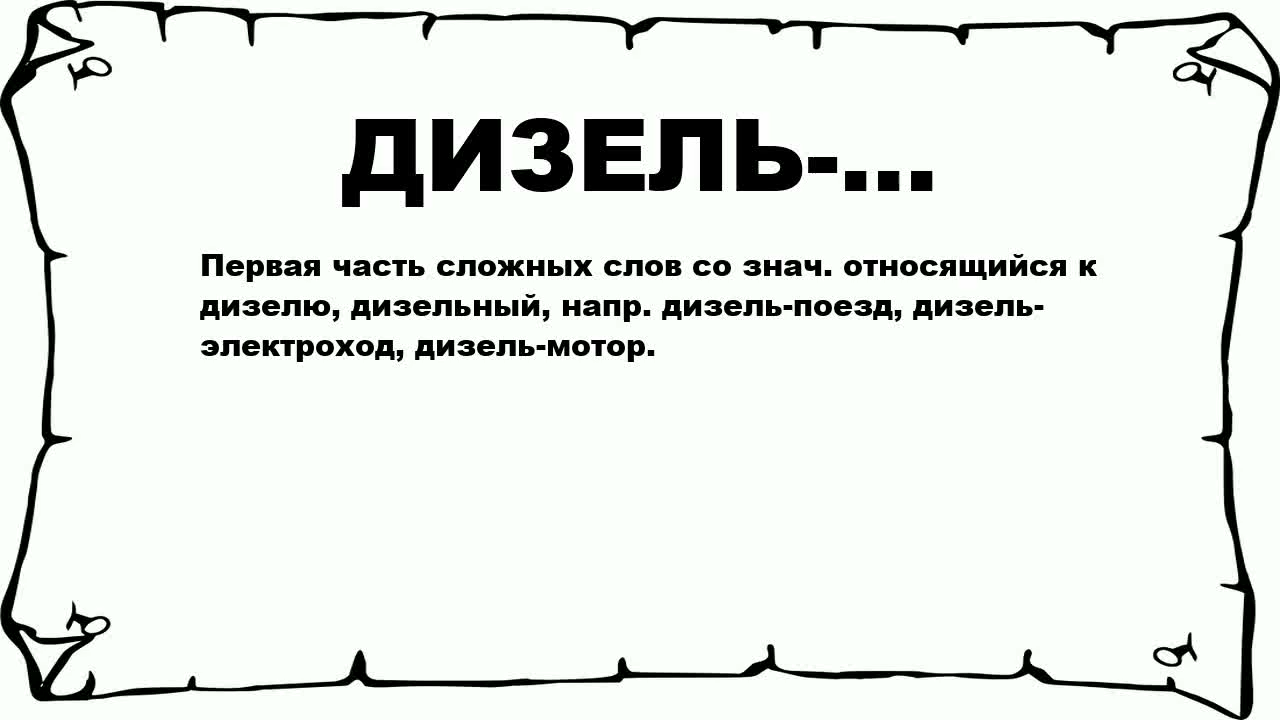 ДИЗЕЛЬ-...
Первая часть сложных слов со знач. относящийся к
дизелю, дизельный, напр. дизель-поезд, дизель-
электроход, дизель-мотор.